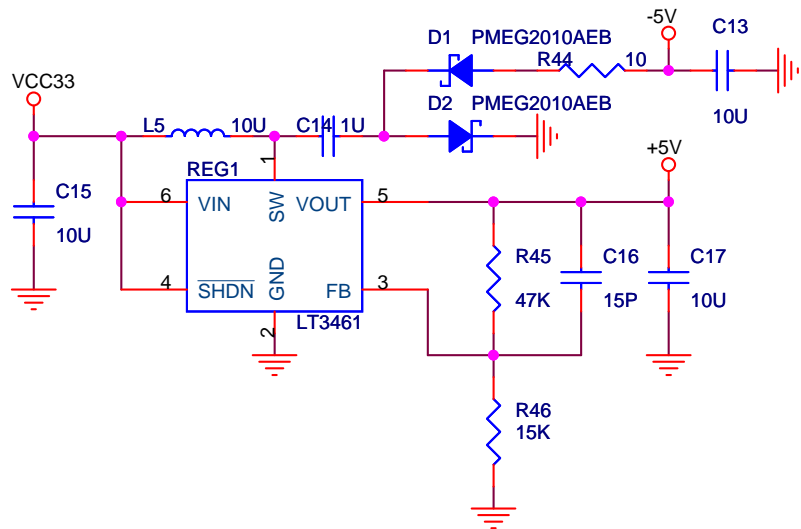 -5V
D1 PMEG2010AEB
C13
R44 10
VCC33
D2 PMEG2010AEB
10U
L5 10U C14 1U
+5V
1
REG1
C15
6 VIN SW VOUT 5
10U
R45 C16 C17
4 SHDN GND FB 3
47K 15P 10U
2 LT3461
R46
15K